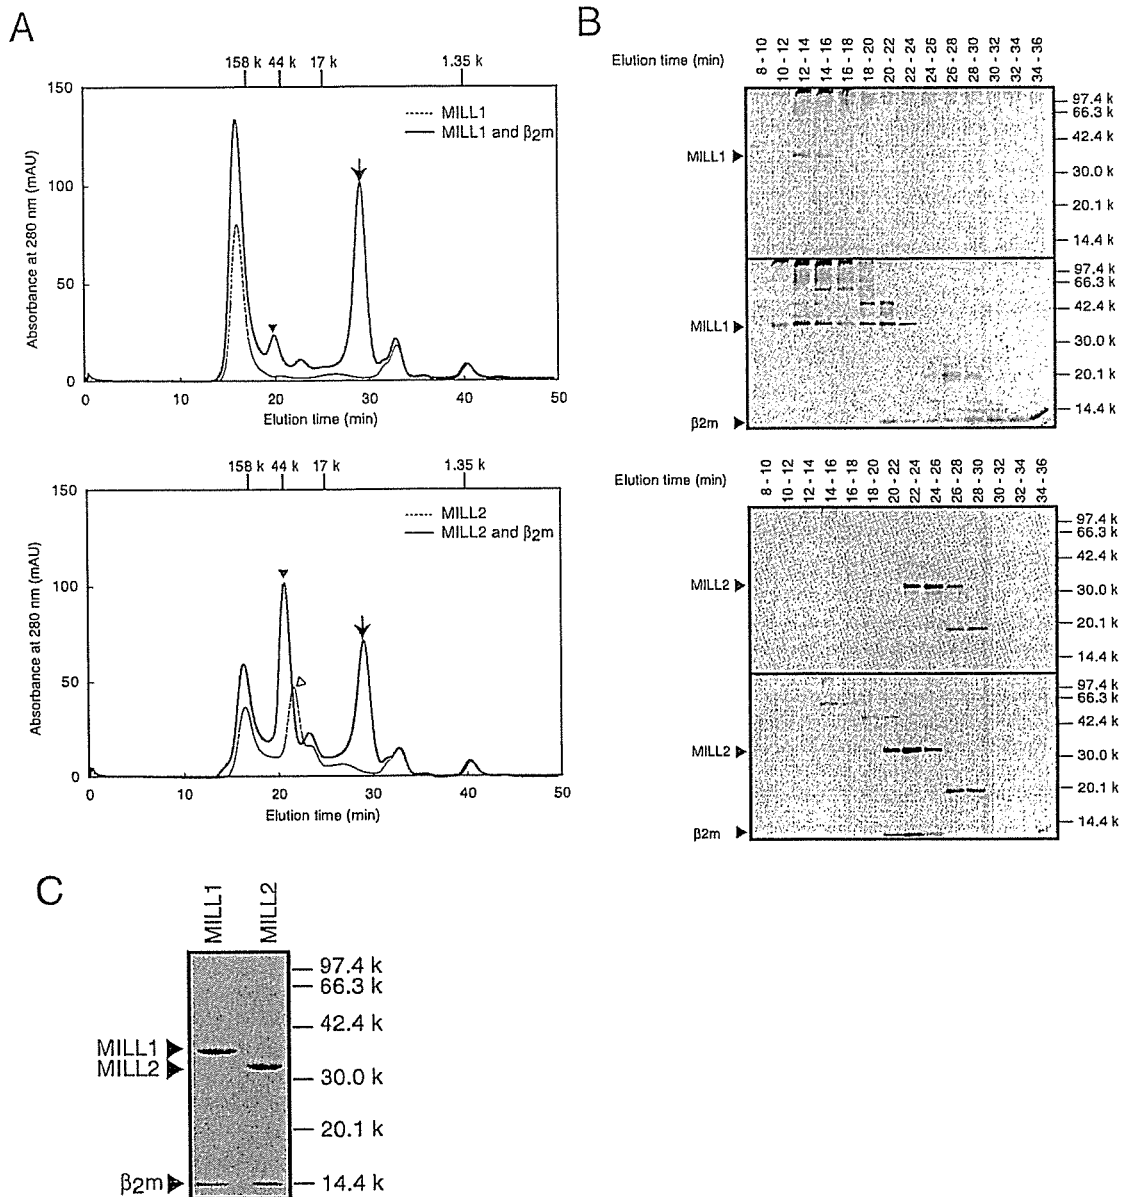 A
158 k 44 k 17 k 1.35 k
150
100
50
0
Absorbance at 280 nm (mAU)
MILL1
MILL1 and β2m
0 10 20 30 40 50
Elution time (min)
158 k 44 k 17 k 1.35 k
150
100
50
0
Absorbance at 280 nm (mAU)
MILL2
MILL2 and β2m
0 10 20 30 40 50
Elution time (min)
B
Elution time (min)
8 - 10
10 - 12
12 - 14
14 - 16
16 - 18
18 - 20
20 - 22
22 - 24
24 - 26
26 - 28
28 - 30
30 - 32
32 - 34
34 - 36
MILL1
97.4 k
66.3 k
42.4 k
30.0 k
20.1 k
14.4 k
MILL1
β2m
97.4 k
66.3 k
42.4 k
30.0 k
20.1 k
14.4 k
Elution time (min)
8 - 10
10 - 12
12 - 14
14 - 16
16 - 18
18 - 20
20 - 22
22 - 24
24 - 26
26 - 28
28 - 30
30 - 32
32 - 34
34 - 36
MILL2
97.4 k
66.3 k
42.4 k
30.0 k
20.1 k
14.4 k
MILL2
β2m
97.4 k
66.3 k
42.4 k
30.0 k
20.1 k
14.4 k
C
MILL1
MILL2
MILL1
MILL2
β2m
97.4 k
66.3 k
42.4 k
30.0 k
20.1 k
14.4 k